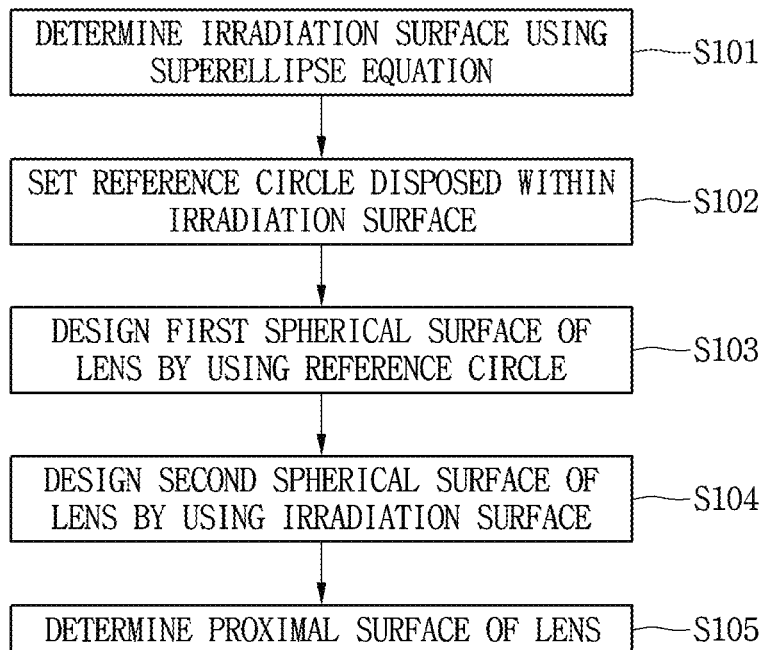 DETERMINE IRRADIATION SURFACE USING
SUPERELLIPSE EQUATION
S101
SET REFERENCE CIRCLE DISPOSED WITHIN
IRRADIATION SURFACE
S102
DESIGN FIRST SPHERICAL SURFACE OF
LENS BY USING REFERENCE CIRCLE
S103
DESIGN SECOND SPHERICAL SURFACE OF
LENS BY USING IRRADIATION SURFACE
S104
DETERMINE PROXIMAL SURFACE OF LENS
S105